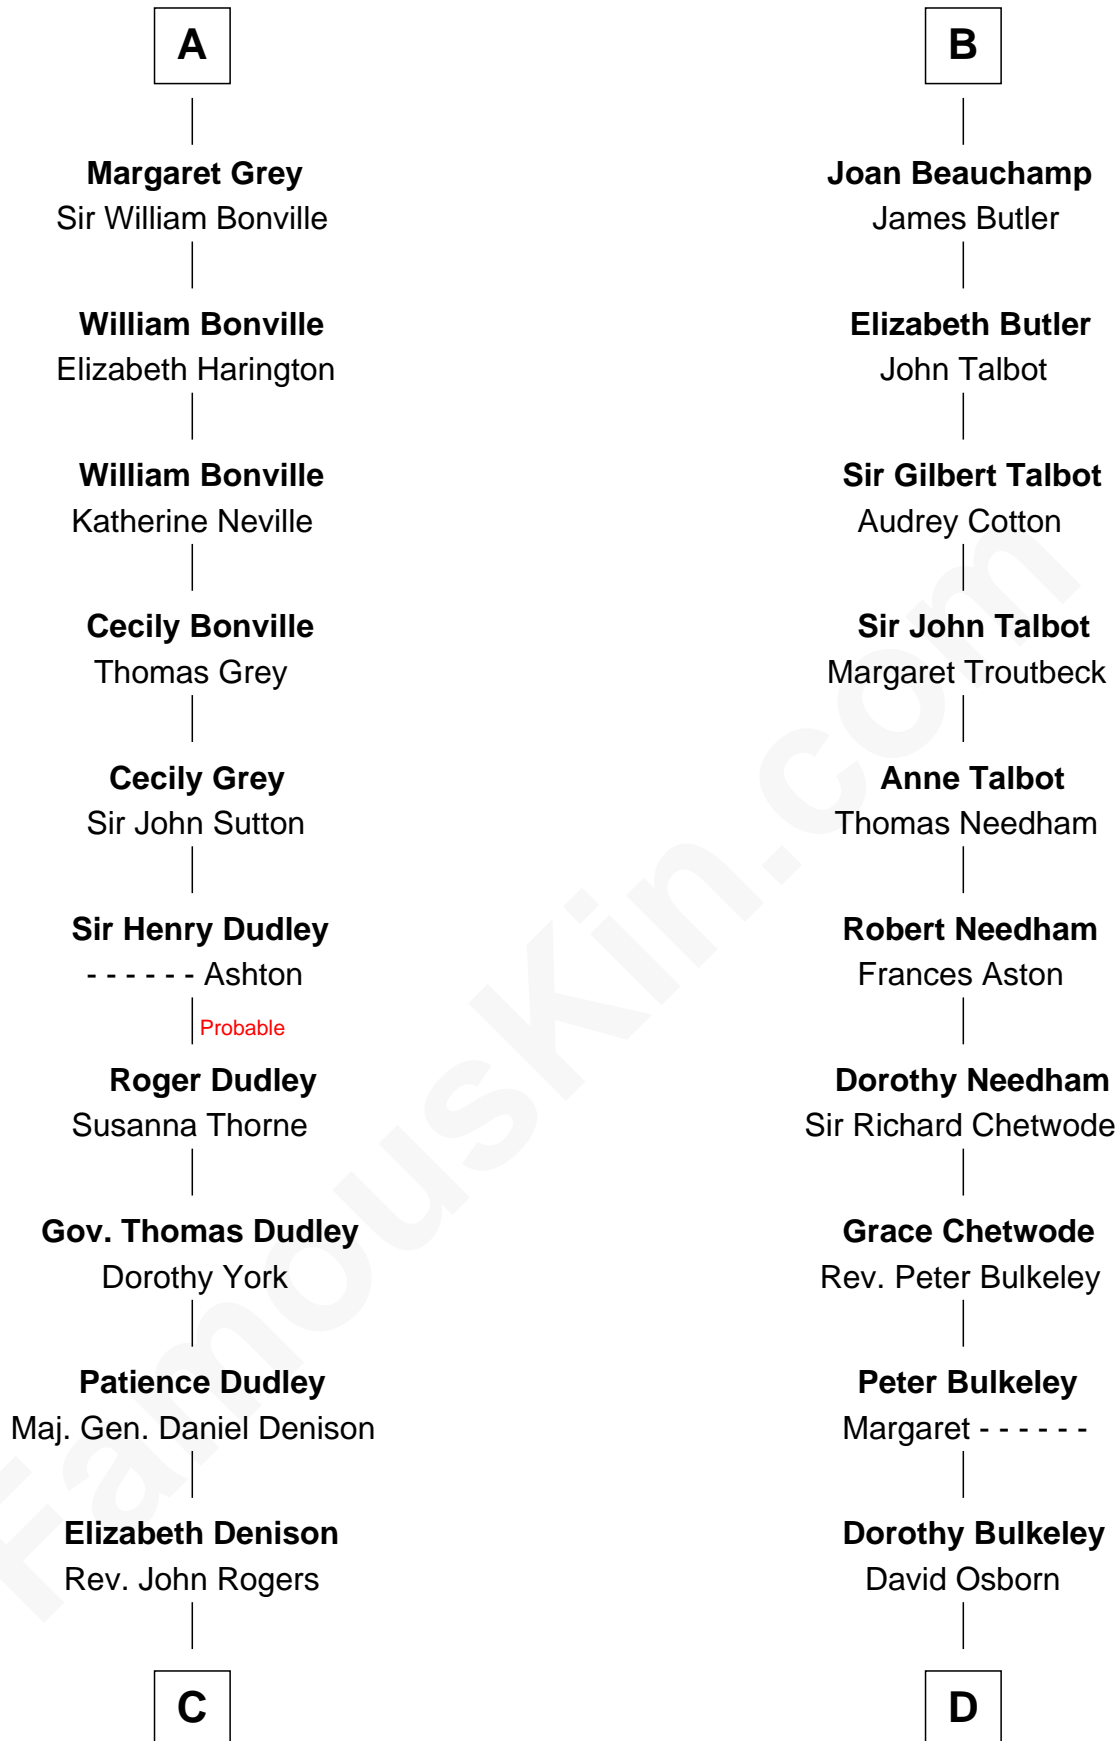 A
Margaret Grey
Sir William Bonville
William Bonville
Elizabeth Harington
William Bonville
Katherine Neville
Cecily Bonville
Thomas Grey
Cecily Grey
Sir John Sutton
Sir Henry Dudley
- - - - - - Ashton
Probable
Roger Dudley
Susanna Thorne
Gov. Thomas Dudley
Dorothy York
Patience Dudley
Maj. Gen. Daniel Denison
Elizabeth Denison
Rev. John Rogers
C
B
Joan Beauchamp
James Butler
Elizabeth Butler
John Talbot
Sir Gilbert Talbot
Audrey Cotton
Sir John Talbot
Margaret Troutbeck
Anne Talbot
Thomas Needham
Robert Needham
Frances Aston
Dorothy Needham
Sir Richard Chetwode
Grace Chetwode
Rev. Peter Bulkeley
Peter Bulkeley
Margaret - - - - - -
Dorothy Bulkeley
David Osborn
D
FamousKin.com